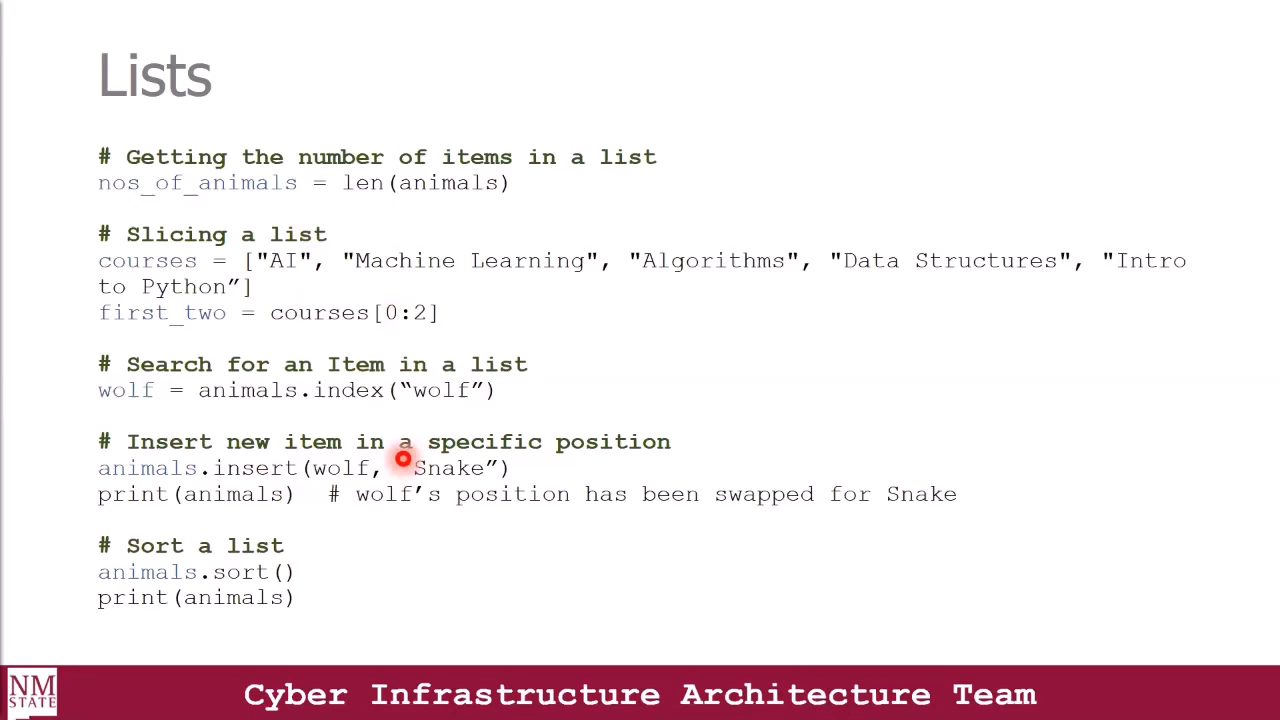 Lists
# Getting the number of items in a list
nos_of_animals = len(animals)
# Slicing a list
courses = ["AI", "Machine Learning", "Algorithms", "Data Structures", "Intro
to Python”]
first_two = courses[0:2]
# Search for an Item in a list
wolf = animals.index(“wolf”)
# Insert new item in a specific position
animals.insert(wolf, “Snake”)
print(animals)  # wolf’s position has been swapped for Snake
# Sort a list
animals.sort()
print(animals)
NM
STATE
Cyber Infrastructure Architecture Team